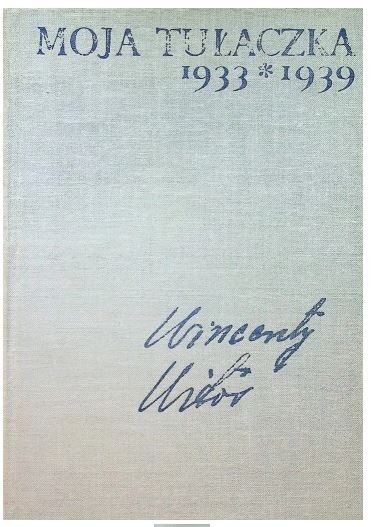 MOJA TUŁACZKA
1933*1939
Wincenty
Witos